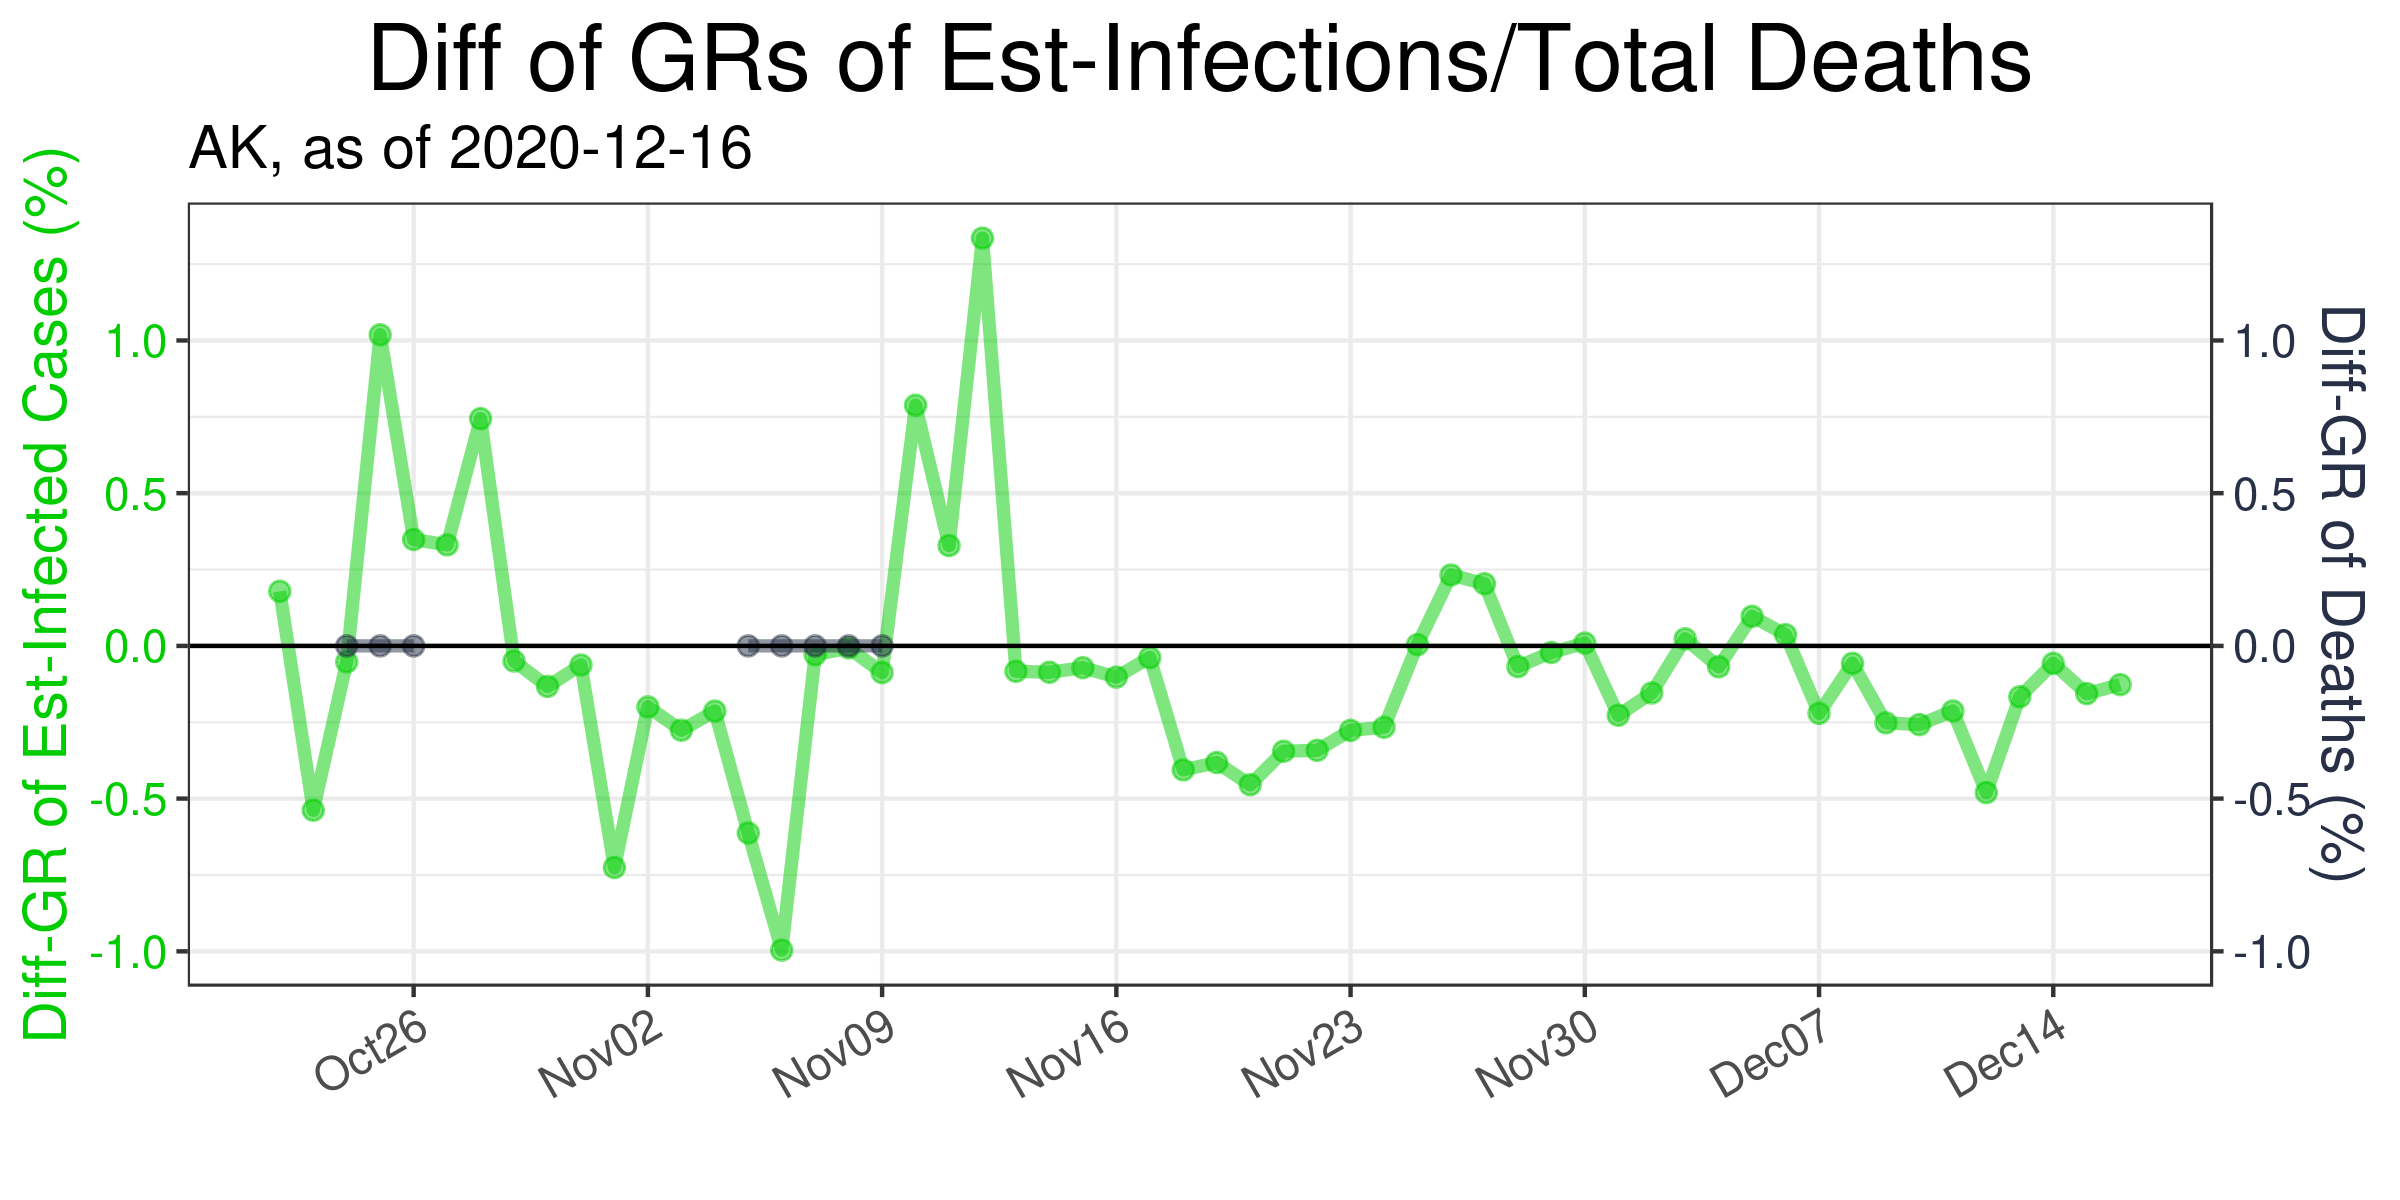 Diff of GRs of Est-Infections/Total Deaths
AK, as of 2020-12-16
Diff-GR of Est-Infected Cases (%)
1.0
0.5
0.0
-0.5
-1.0
1.0
0.5
0.0
-0.5
-1.0
Diff-GR of Deaths (%)
Oct26 Nov02 Nov09 Nov16 Nov23 Nov30 Dec07 Dec14